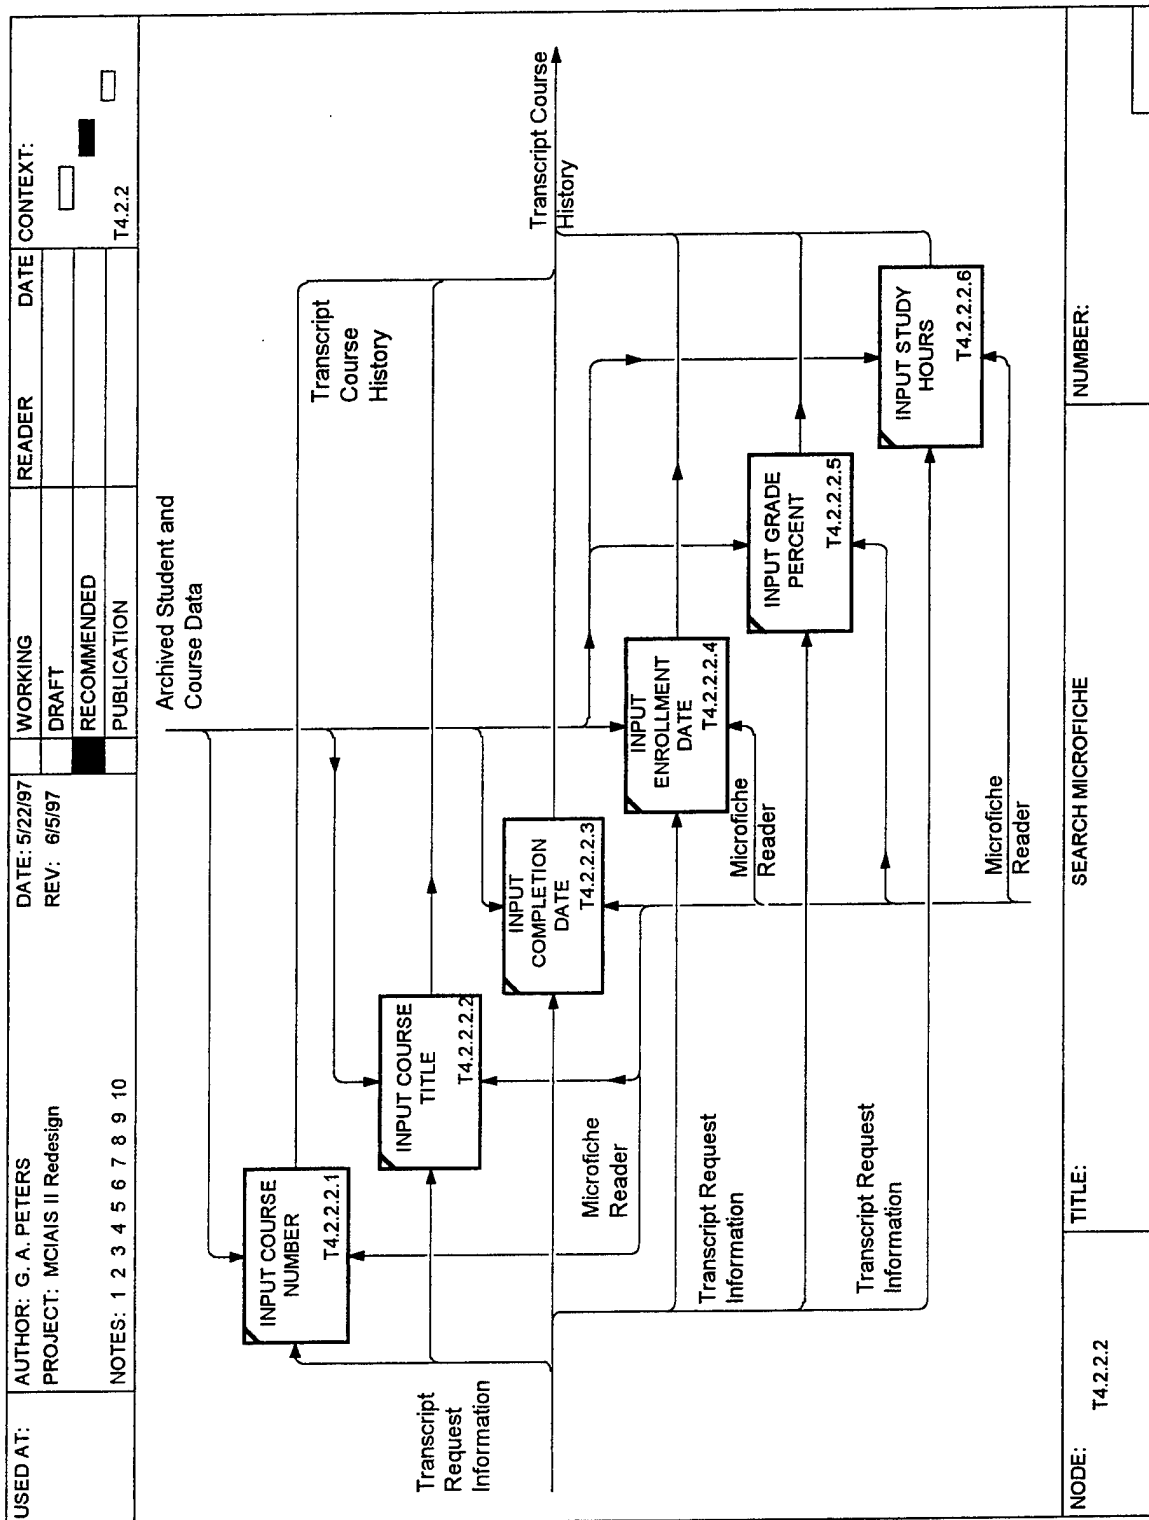 USED AT:
AUTHOR: G. A. PETERS
PROJECT: MCIAIS II Redesign
NOTES: 1 2 3 4 5 6 7 8 9 10
DATE: 5/22/97
REV: 6/5/97
WORKING
DRAFT
RECOMMENDED
PUBLICATION
READER
DATE
CONTEXT:
T4.2.2
Archived Student and
Course Data
INPUT COURSE
NUMBER
T4.2.2.2.1
INPUT COURSE
TITLE
T4.2.2.2.2
INPUT
COMPLETION
DATE
T4.2.2.2.3
INPUT
ENROLLMENT
DATE
T4.2.2.2.4
INPUT GRADE
PERCENT
T4.2.2.2.5
INPUT STUDY
HOURS
T4.2.2.2.6
Transcript
Course
History
Transcript Course
History
Transcript
Request
Information
Microfiche
Reader
Transcript Request
Information
Microfiche
Reader
Transcript Request
Information
Microfiche
Reader
NODE:
T4.2.2.2
TITLE:
SEARCH MICROFICHE
NUMBER: